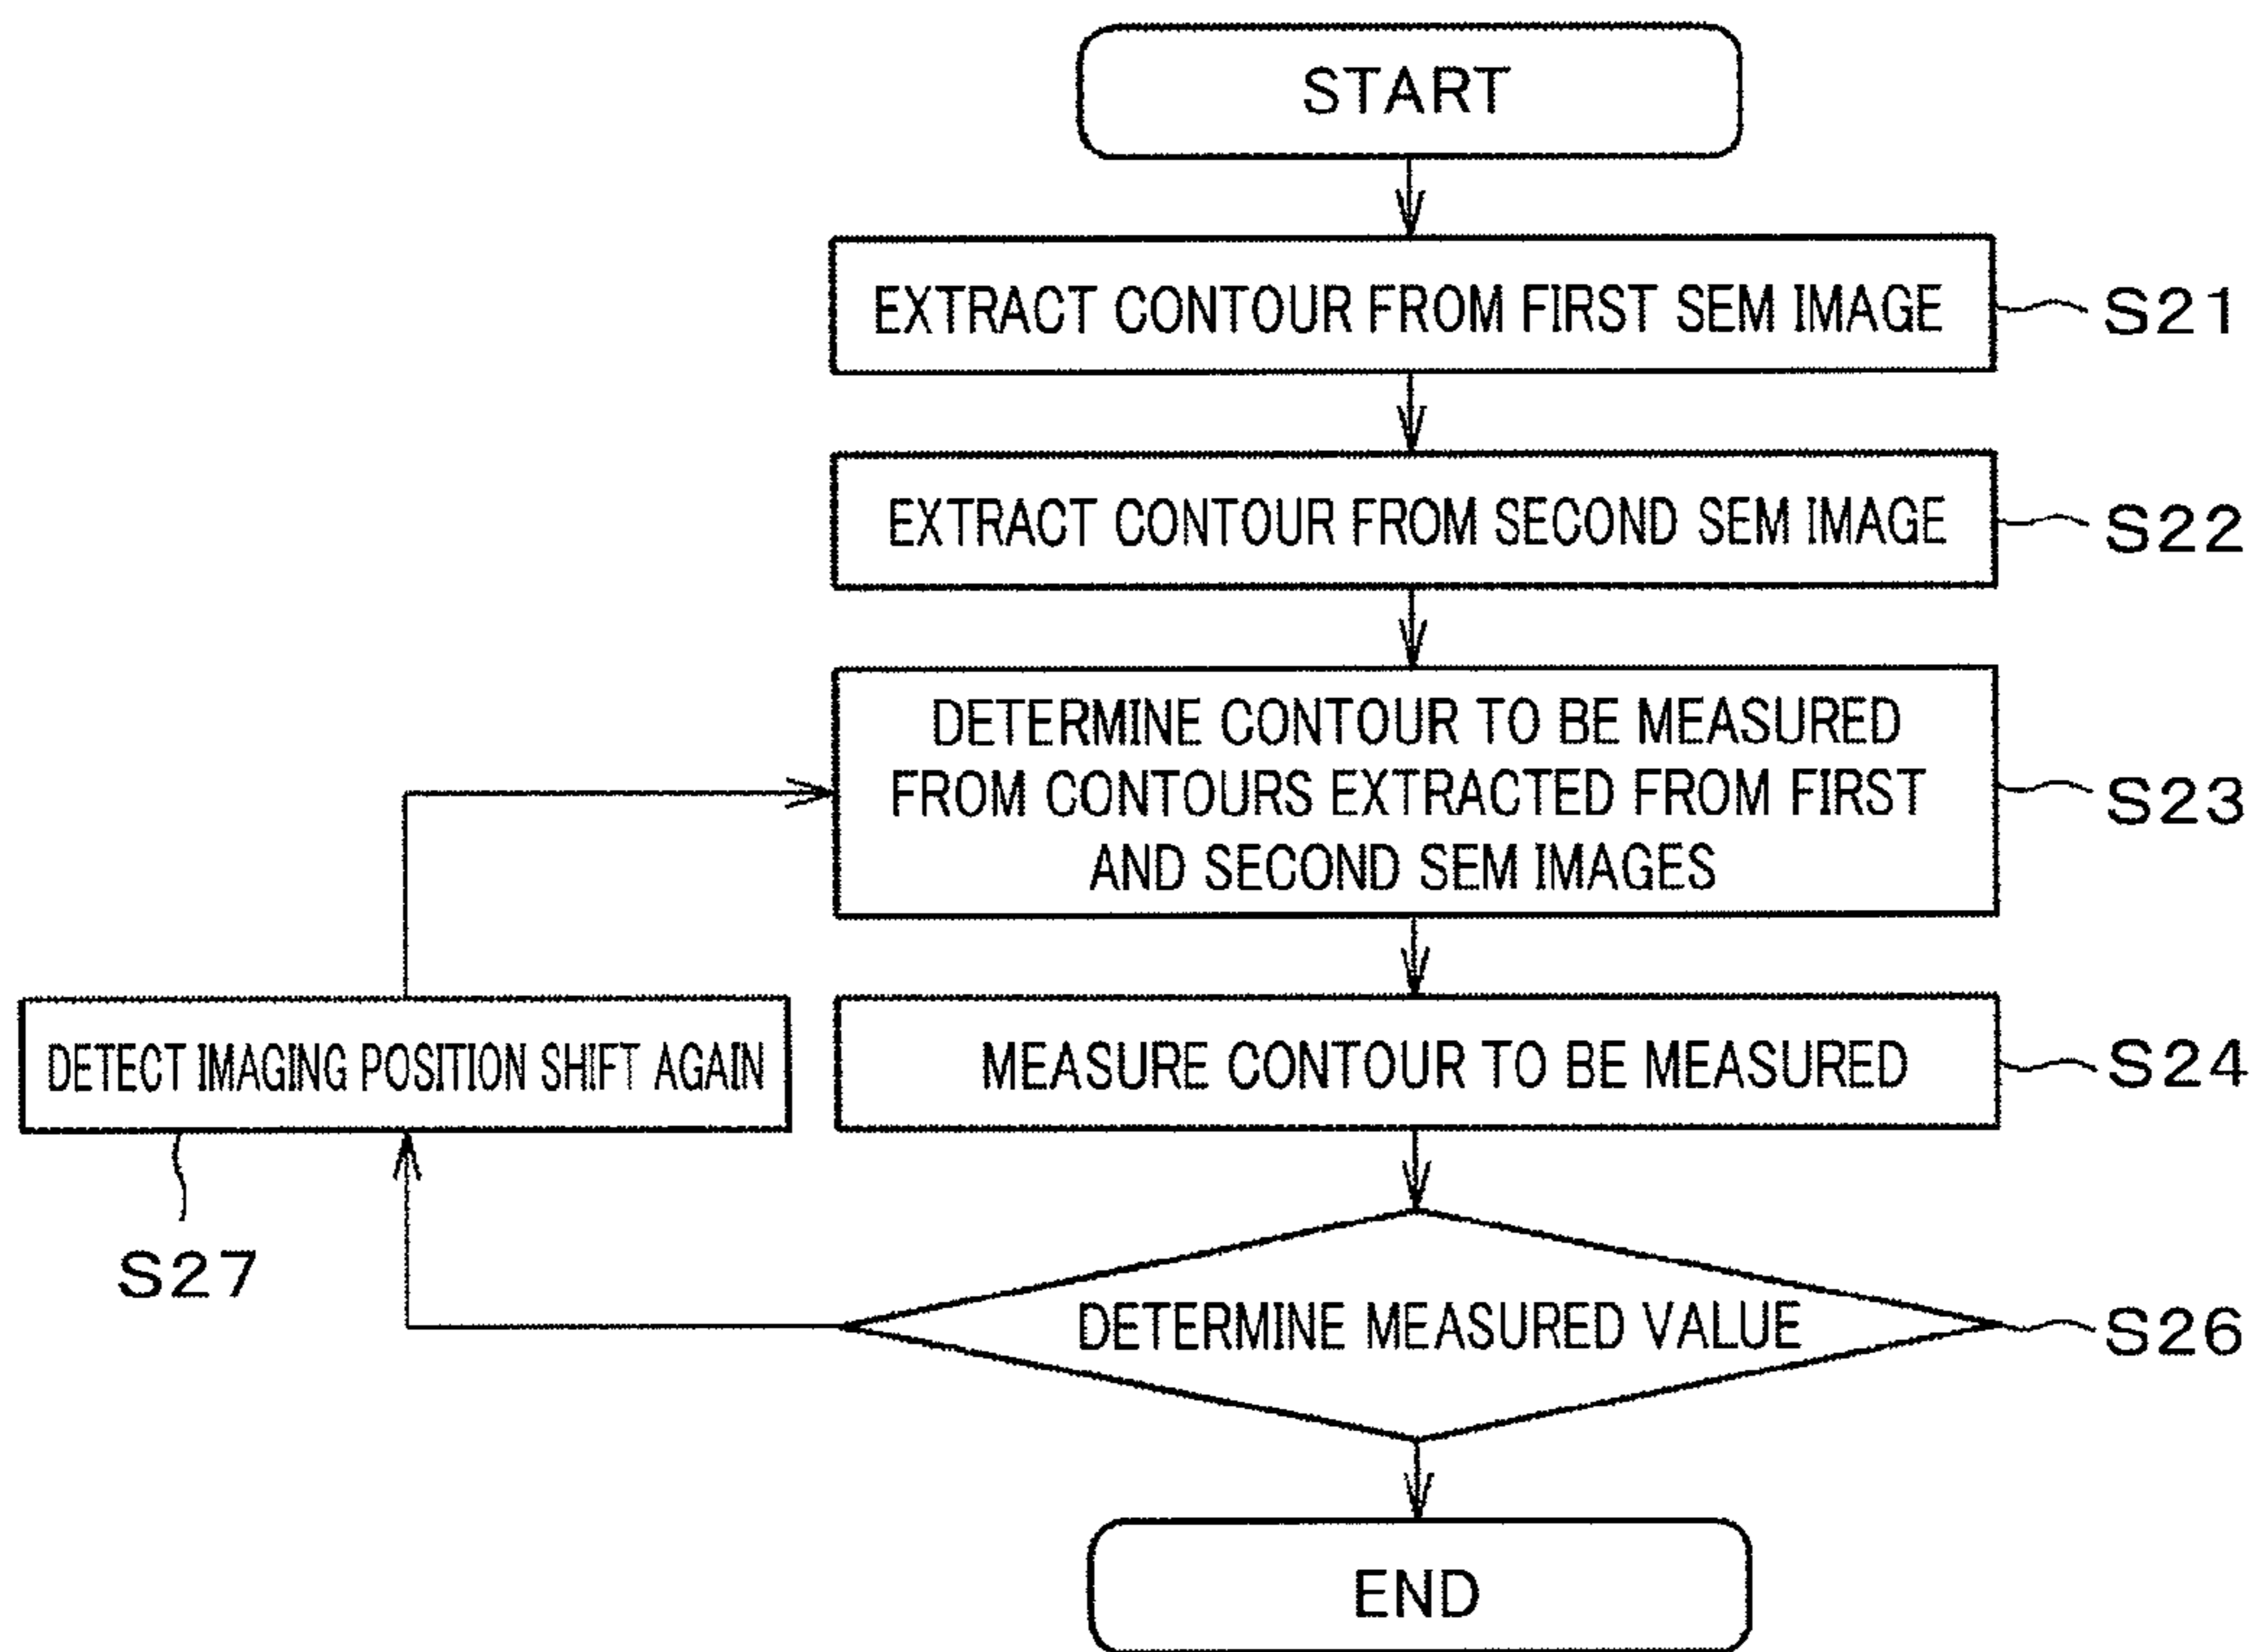 START
EXTRACT CONTOUR FROM FIRST SEM IMAGE
S21
EXTRACT CONTOUR FROM SECOND SEM IMAGE
S22
DETERMINE CONTOUR TO BE MEASURED
FROM CONTOURS EXTRACTED FROM FIRST
AND SECOND SEM IMAGES
S23
MEASURE CONTOUR TO BE MEASURED
S24
DETECT IMAGING POSITION SHIFT AGAIN
S27
DETERMINE MEASURED VALUE
S26
END